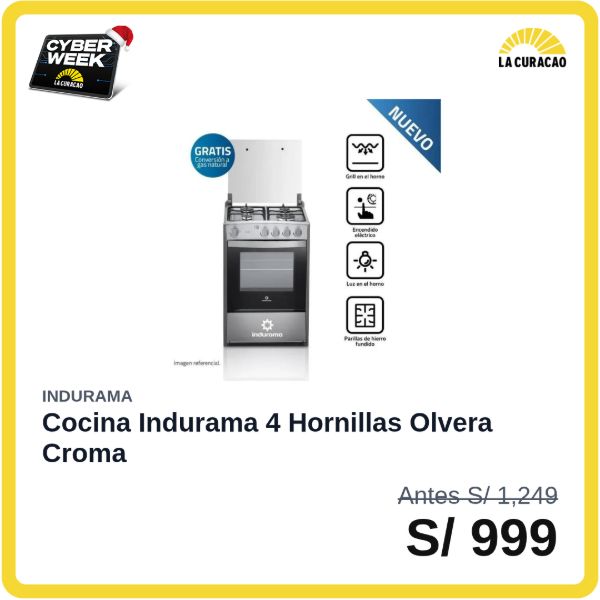 CYBER
WEEK
LA CURACAO
LA CURACAO
NUEVO
GRATIS
Conversión a
gas natural
Grill en el horno
Encendido
eléctrico
Luz en el horno
Parillas de hierro
fundido
indurama
Imagen referencial.
INDURAMA
Cocina Indurama 4 Hornillas Olvera
Croma
Antes S/ 1,249
S/ 999